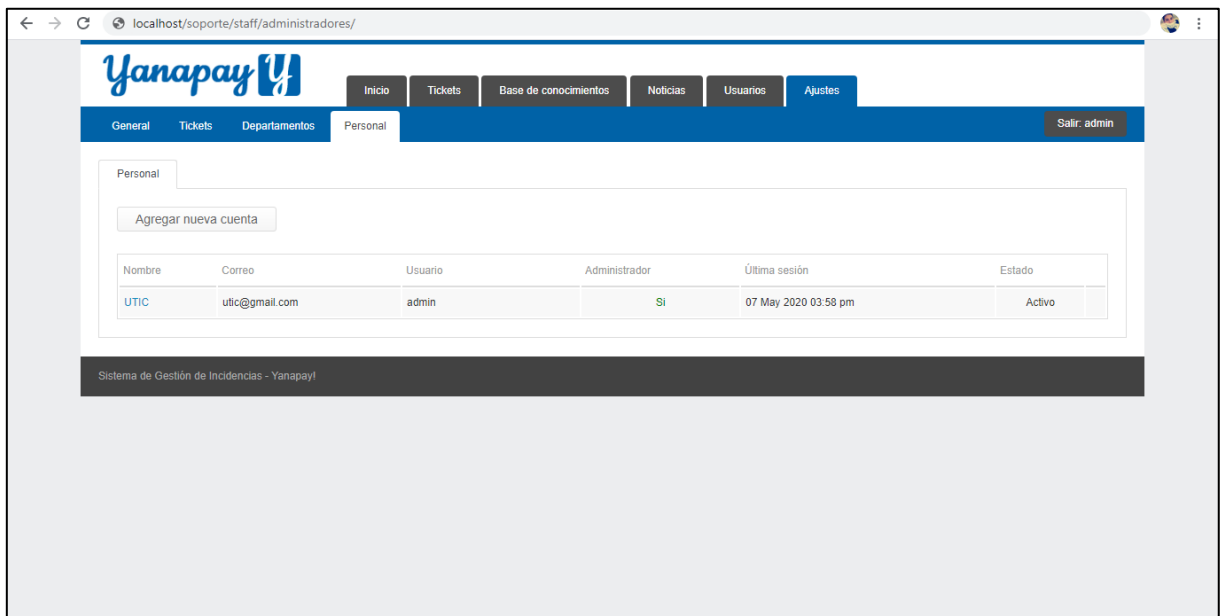 localhost/soporte/staff/administradores/
Yanapay y
Inicio Tickets Base de conocimientos Noticias Usuarios Ajustes
General Tickets Departamentos Personal Salir: admin
Personal
Agregar nueva cuenta
Nombre Correo Usuario Administrador Última sesión Estado
UTIC utic@gmail.com admin Si 07 May 2020 03:58 pm Activo
Sistema de Gestión de Incidencias - Yanapay!